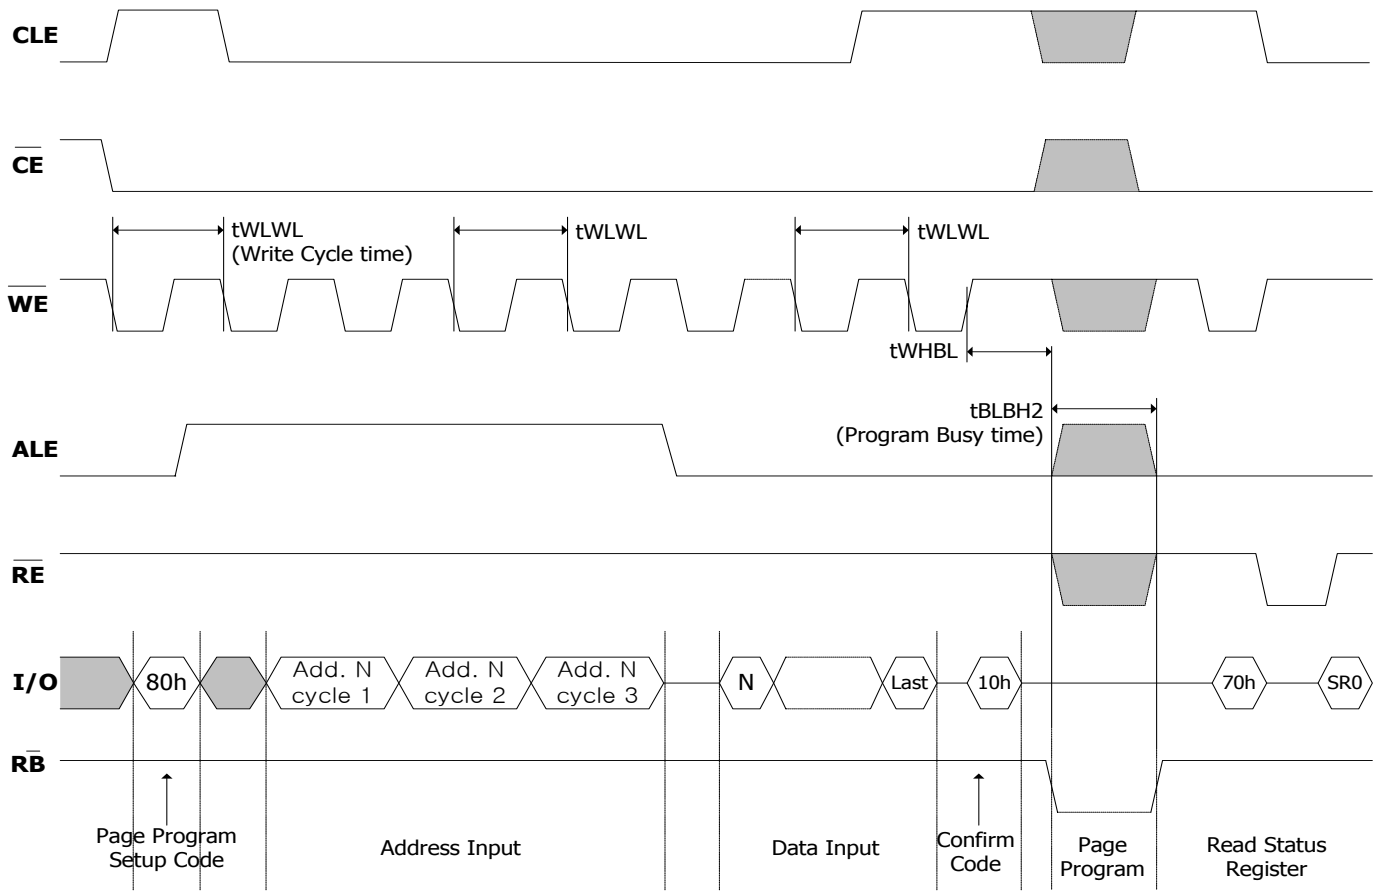 CLE
CE
tWLWL
(Write Cycle time)
tWLWL
tWLWL
WE
tWHBL
tBLBH2
(Program Busy time)
ALE
RE
I/O
80h
Add. N
cycle 1
Add. N
cycle 2
Add. N
cycle 3
N
Last
10h
70h
SR0
RB
Page Program
Setup Code
Address Input
Data Input
Confirm
Code
Page
Program
Read Status
Register